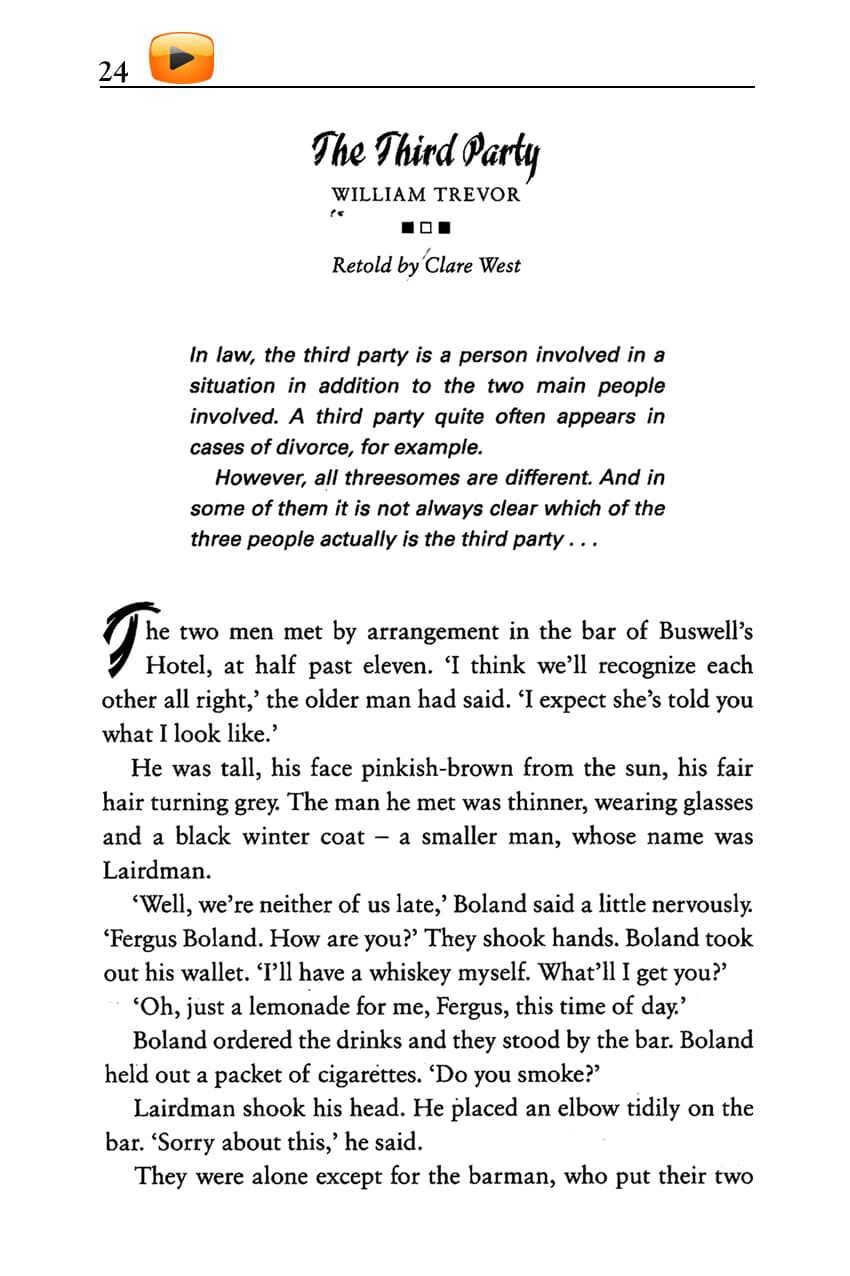 24
The Third Party
WILLIAM TREVOR
Retold by Clare West
In law, the third party is a person involved in a
situation in addition to the two main people
involved. A third party quite often appears in
cases of divorce, for example.
However, all threesomes are different. And in
some of them it is not always clear which of the
three people actually is the third party . . .
The two men met by arrangement in the bar of Buswell’s
Hotel, at half past eleven. ‘I think we’ll recognize each
other all right,’ the older man had said. ‘I expect she’s told you
what I look like.’
He was tall, his face pinkish-brown from the sun, his fair
hair turning grey. The man he met was thinner, wearing glasses
and a black winter coat – a smaller man, whose name was
Lairdman.
‘Well, we’re neither of us late,’ Boland said a little nervously.
‘Fergus Boland. How are you?’ They shook hands. Boland took
out his wallet. ‘I’ll have a whiskey myself. What’ll I get you?’
‘Oh, just a lemonade for me, Fergus, this time of day.’
Boland ordered the drinks and they stood by the bar. Boland
held out a packet of cigarettes. ‘Do you smoke?’
Lairdman shook his head. He placed an elbow tidily on the
bar. ‘Sorry about this,’ he said.
They were alone except for the barman, who put their two